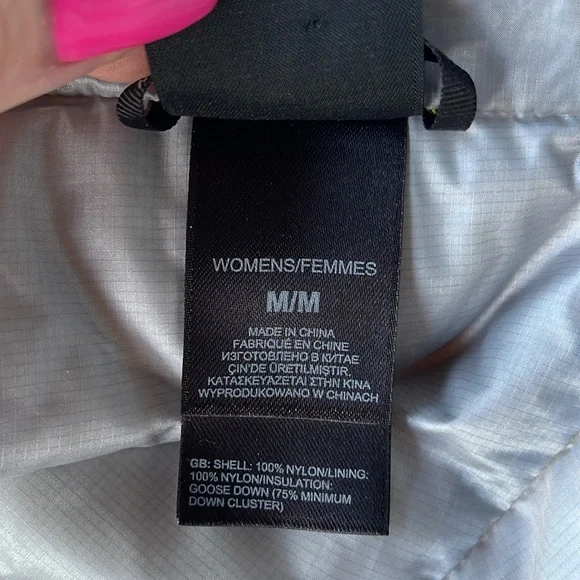 WOMENS/FEMMES
M/M
MADE IN CHINA
FABRIQUÉ EN CHINE
ИЗГОТОВЛЕНО В КИТАЕ
ÇIN'DE ÜRETILMIŞTIR.
ΚΑΤΑΣΚΕΥΑΖΕΤΑΙ ΣΤΗΝ ΚΙΝΑ
WYPRODUKOWANO W CHINACH
GB: SHELL: 100% NYLON/LINING:
100% NYLON/INSULATION:
GOOSE DOWN (75% MINIMUM
DOWN CLUSTER)